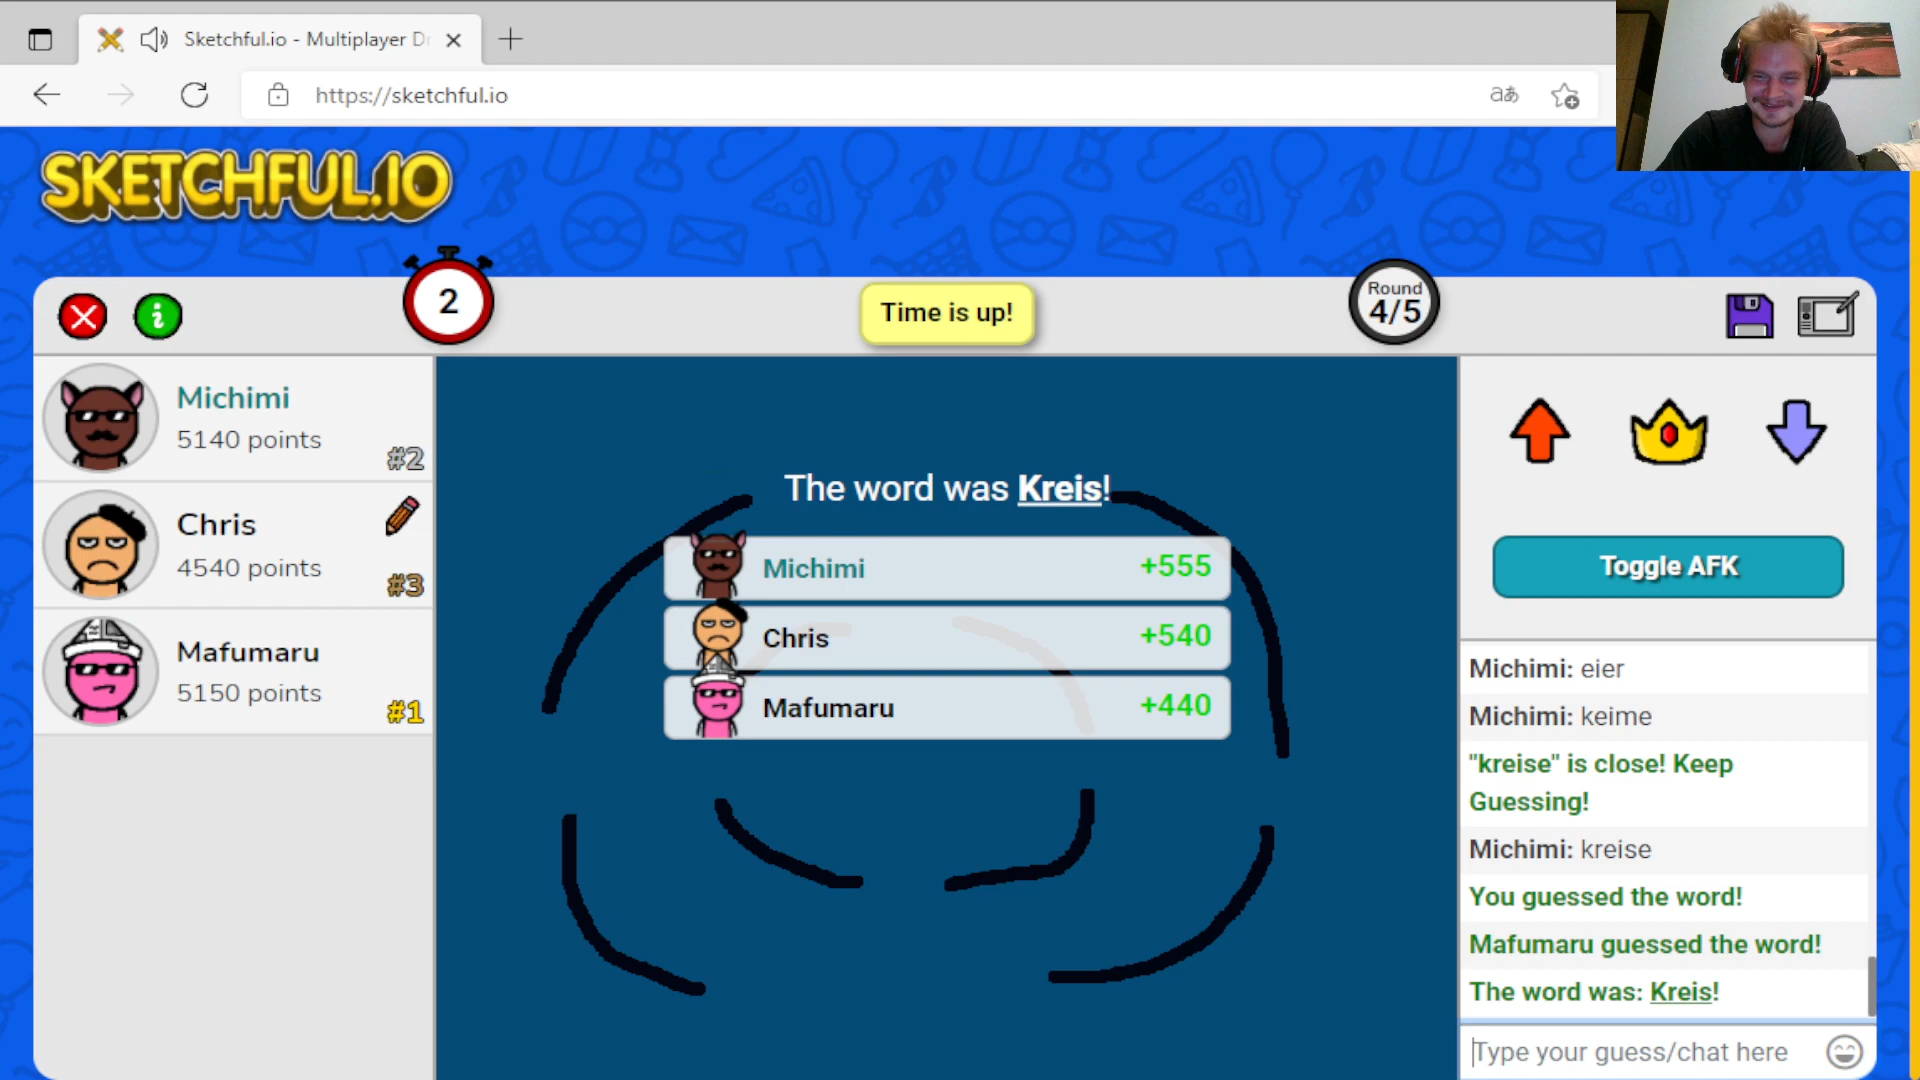 Sketchful.io - Multiplayer Dr
https://sketchful.io
aあ
SKETCHFUL.IO
2
Time is up!
Round
4/5
Michimi
5140 points
#2
Chris
4540 points
#3
Mafumaru
5150 points
#1
The word was Kreis!
Michimi +555
Chris +540
Mafumaru +440
Toggle AFK
Michimi: eier
Michimi: keime
"kreise" is close! Keep
Guessing!
Michimi: kreise
You guessed the word!
Mafumaru guessed the word!
The word was: Kreis!
Type your guess/chat here